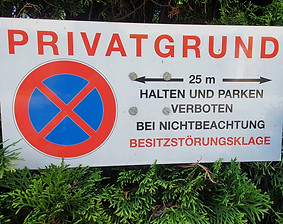 PRIVATGRUND
25 m
HALTEN UND PARKEN
VERBOTEN
BEI NICHTBEACHTUNG
BESITZSTÖRUNGSKLAGE